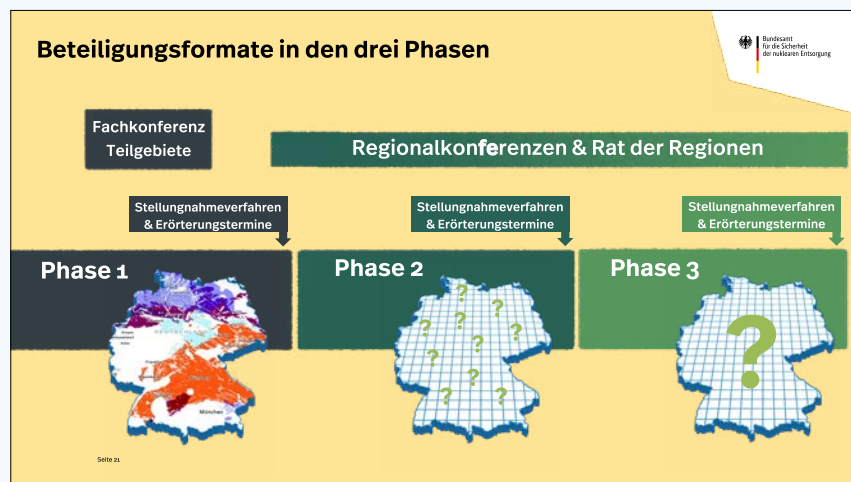 Beteiligungsformate in den drei Phasen
Bundesamt
für die Sicherheit
der nuklearen Entsorgung
Fachkonferenz
Teilgebiete
Regionalkonferenzen & Rat der Regionen
Stellungnahmeverfahren
& Erörterungstermine
Stellungnahmeverfahren
& Erörterungstermine
Stellungnahmeverfahren
& Erörterungstermine
Phase 1
Phase 2
Phase 3
?
?
?
?
?
?
?
?
?
?
?
München
Seite 21